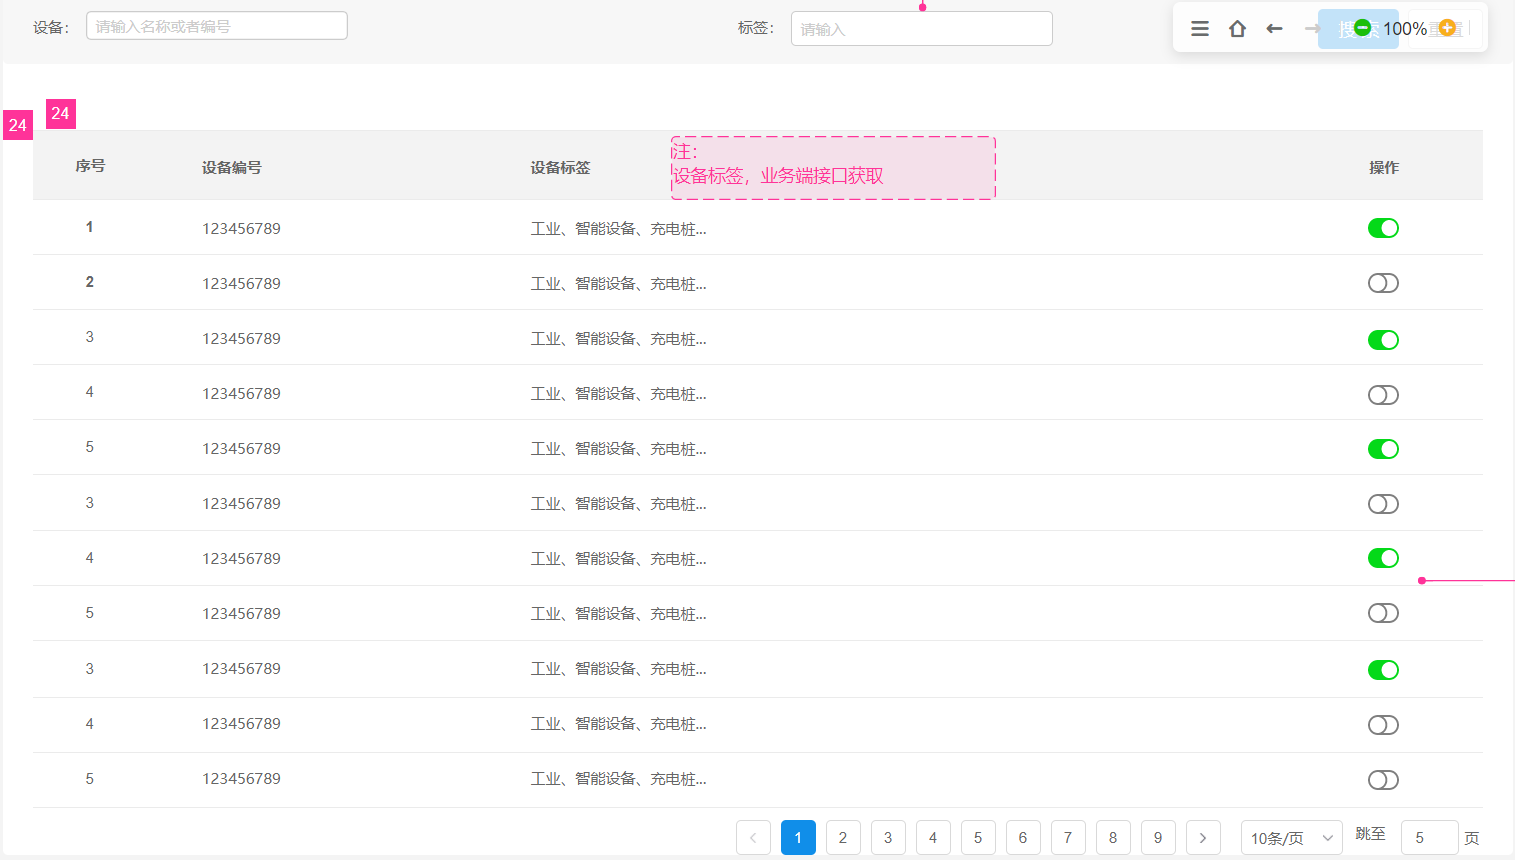 设备： 请输入名称或者编号 标签： 请输入 搜索 100% 重置
24
24
序号 设备编号 设备标签 操作
注：
设备标签，业务端接口获取
1 123456789 工业、智能设备、充电桩...
2 123456789 工业、智能设备、充电桩...
3 123456789 工业、智能设备、充电桩...
4 123456789 工业、智能设备、充电桩...
5 123456789 工业、智能设备、充电桩...
3 123456789 工业、智能设备、充电桩...
4 123456789 工业、智能设备、充电桩...
5 123456789 工业、智能设备、充电桩...
3 123456789 工业、智能设备、充电桩...
4 123456789 工业、智能设备、充电桩...
5 123456789 工业、智能设备、充电桩...
1 2 3 4 5 6 7 8 9 10条/页 跳至 5 页